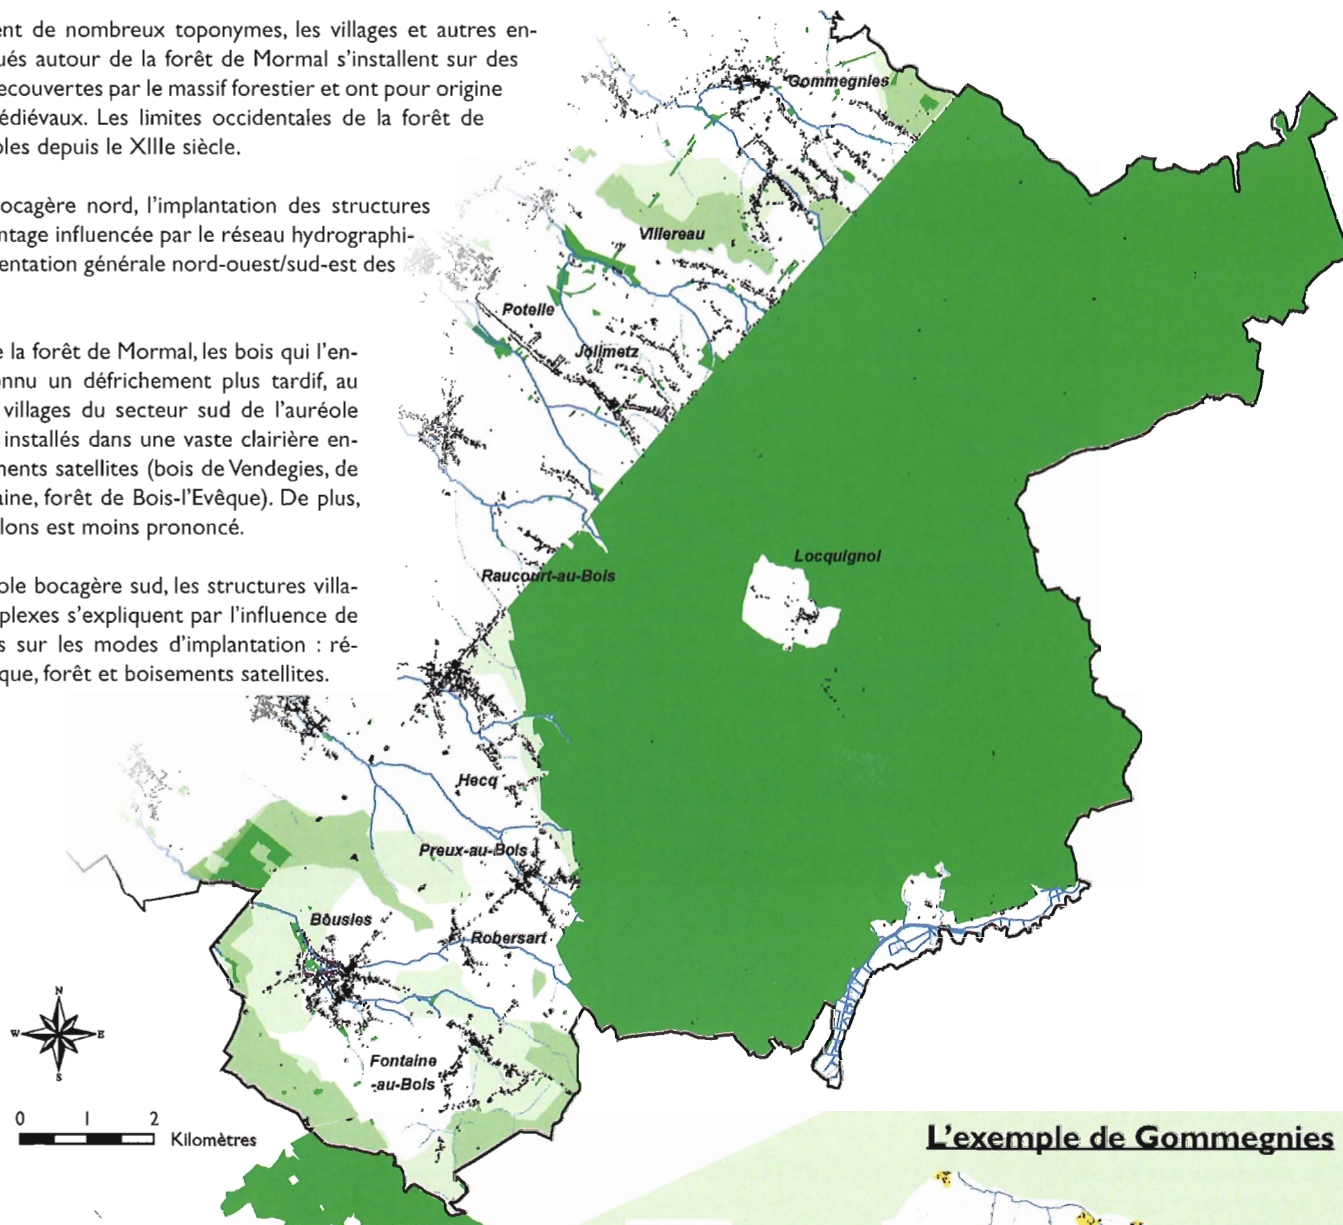 ent de nombreux toponymes, les villages et autres en-
ués autour de la forêt de Mormal s'installent sur des
ecouvertes par le massif forestier et ont pour origine
édiévaux. Les limites occidentales de la forêt de
bles depuis le XIIIe siècle.
ocagère nord, l'implantation des structures
ntage influencée par le réseau hydrographi-
entation générale nord-ouest/sud-est des
e la forêt de Mormal, les bois qui l'en-
onnu un défrichement plus tardif, au
villages du secteur sud de l'auréole
installés dans une vaste clairière en-
ments satellites (bois de Vendegies, de
aine, forêt de Bois-l'Evêque). De plus,
llons est moins prononcé.
ole bocagère sud, les structures villa-
plexes s'expliquent par l'influence de
s sur les modes d'implantation : ré-
que, forêt et boisements satellites.
Gommegnies
Villereau
Potelle
Jolimetz
Locquignol
Raucourt-au-Bois
Hecq
Preux-au-Bois
Bousies
Robersart
Fontaine
-au-Bois
N
W E
S
0 1 2
Kilomètres
L'exemple de Gommegnies